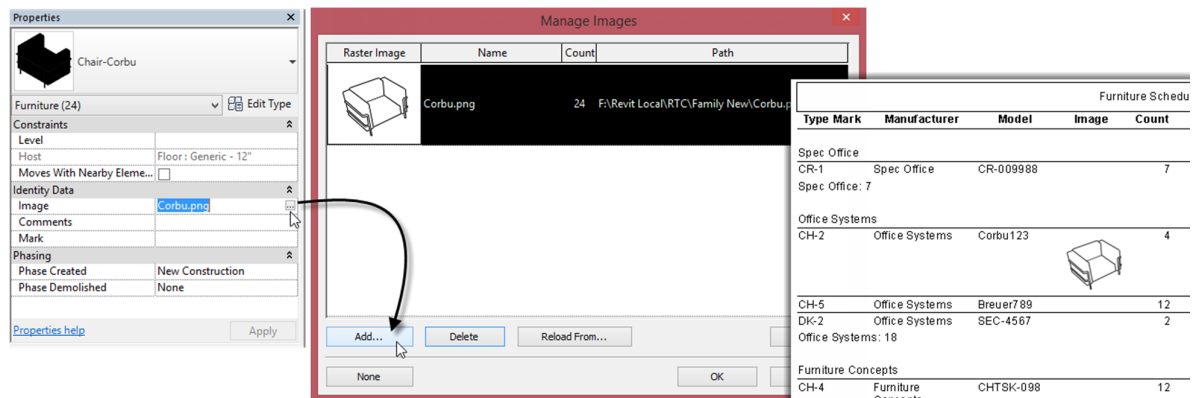 Properties
Chair-Corbu
Furniture (24)
Edit Type
Constraints
Level
Host Floor : Generic - 12"
Moves With Nearby Eleme...
Identity Data
Image Corbu.png ...
Comments
Mark
Phasing
Phase Created New Construction
Phase Demolished None
Properties help
Apply
Manage Images
Raster Image Name Count Path
Corbu.png 24 F:\Revit Local\RTC\Family New\Corbu.p
Add... Delete Reload From...
None OK
Furniture Schedu
Type Mark Manufacturer Model Image Count
Spec Office
CR-1 Spec Office CR-009988 7
Spec Office: 7
Office Systems
CH-2 Office Systems Corbu123 4
CH-5 Office Systems Breuer789 12
DK-2 Office Systems SEC-4567 2
Office Systems: 18
Furniture Concepts
CH-4 Furniture CHTSK-098 12